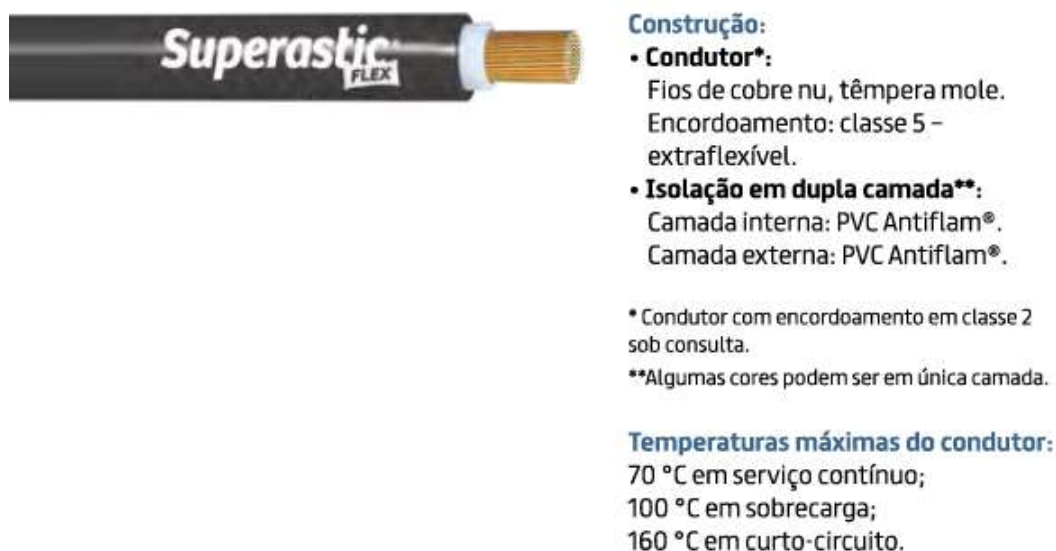 Superastic
FLEX
Construção:
• Condutor*:
Fios de cobre nu, têmpera mole.
Encordoamento: classe 5 –
extraflexível.
• Isolação em dupla camada**:
Camada interna: PVC Antiflam®.
Camada externa: PVC Antiflam®.
* Condutor com encordoamento em classe 2
sob consulta.
**Algumas cores podem ser em única camada.
Temperaturas máximas do condutor:
70 °C em serviço contínuo;
100 °C em sobrecarga;
160 °C em curto-circuito.